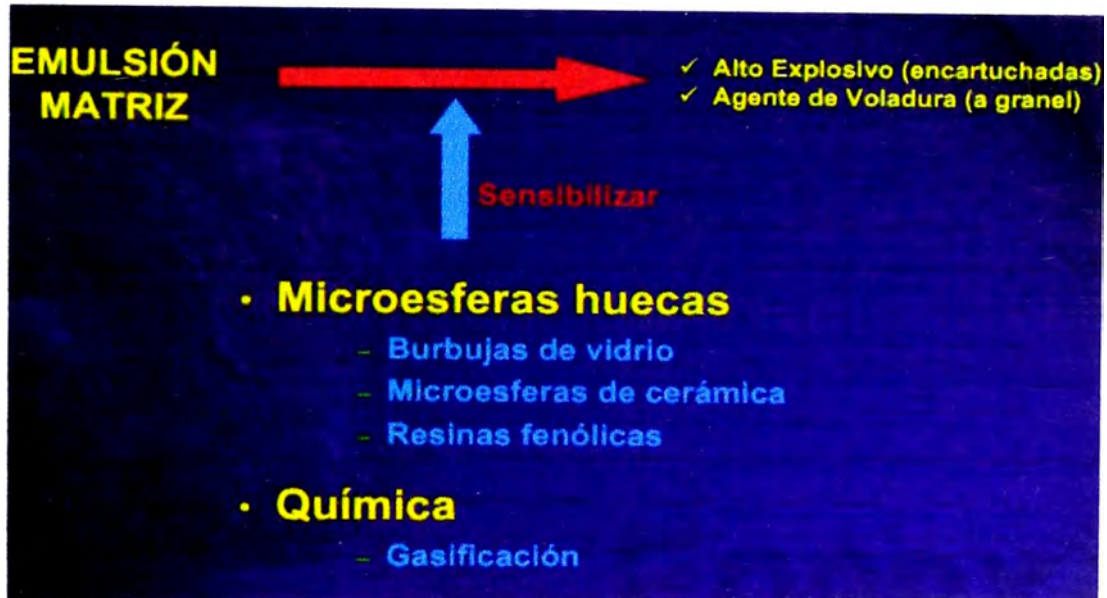 EMULSIÓN
MATRIZ
✓ Alto Explosivo (encartuchadas)
✓ Agente de Voladura (a granel)
Sensibilizar
• Microesferas huecas
– Burbujas de vidrio
– Microesferas de cerámica
– Resinas fenólicas
• Química
– Gasificación